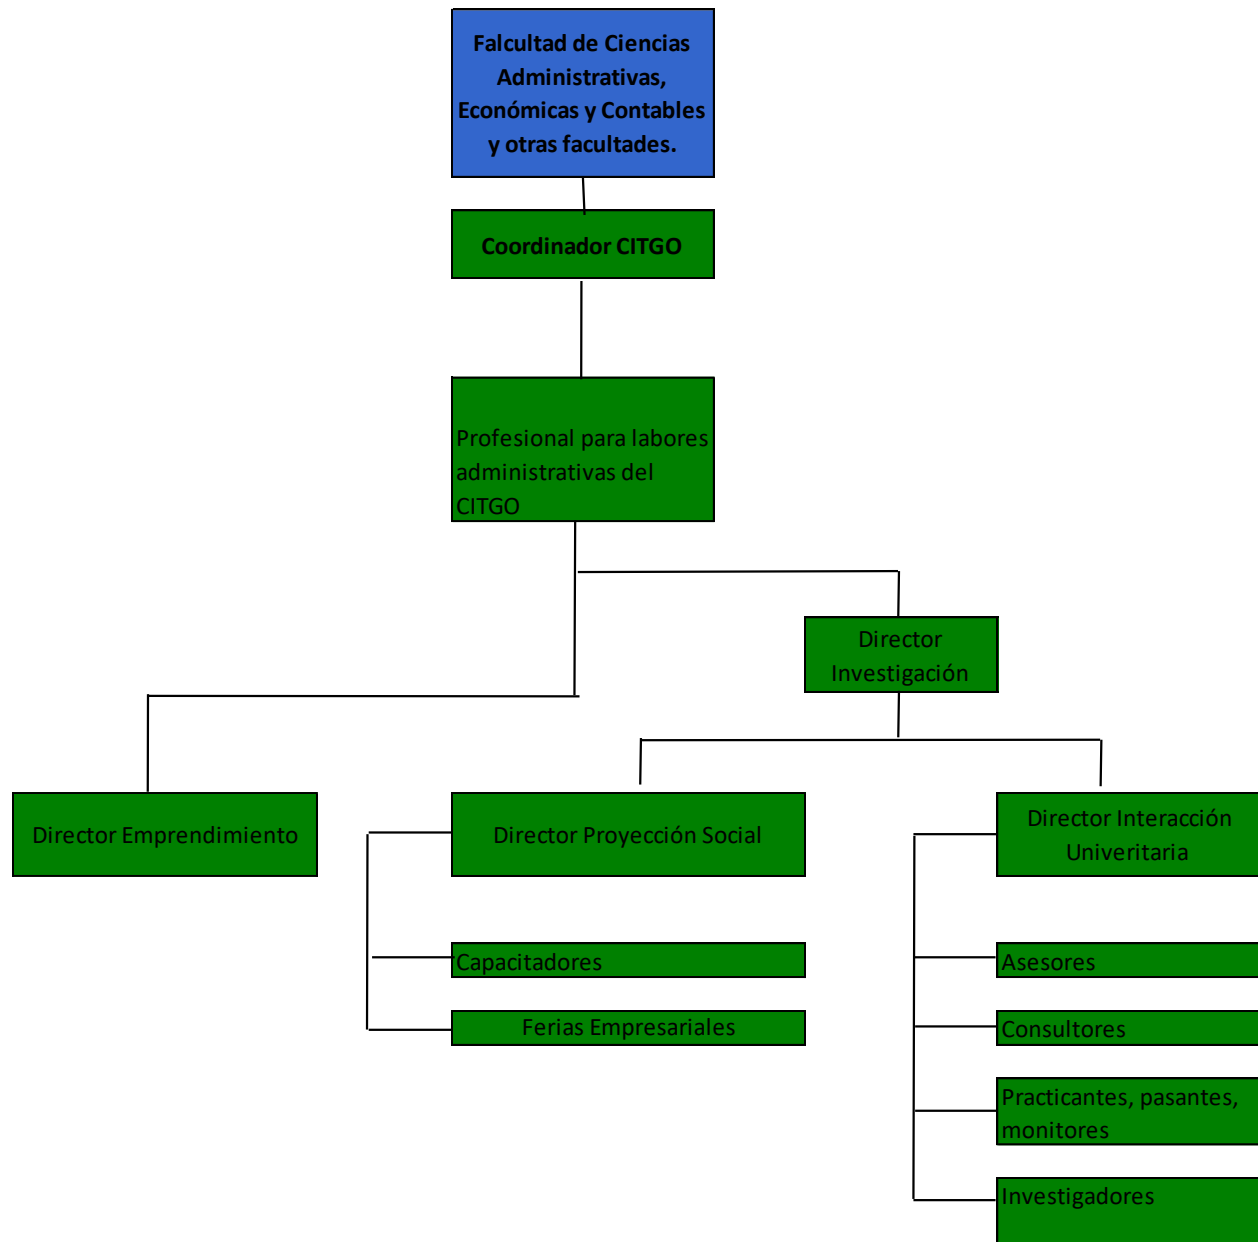 Falcultad de Ciencias
Administrativas,
Económicas y Contables
y otras facultades.
Coordinador CITGO
Profesional para labores
administrativas del
CITGO
Director
Investigación
Director Emprendimiento
Director Proyección Social
Director Interacción
Univeritaria
Capacitadores
Asesores
Ferias Empresariales
Consultores
Practicantes, pasantes,
monitores
Investigadores